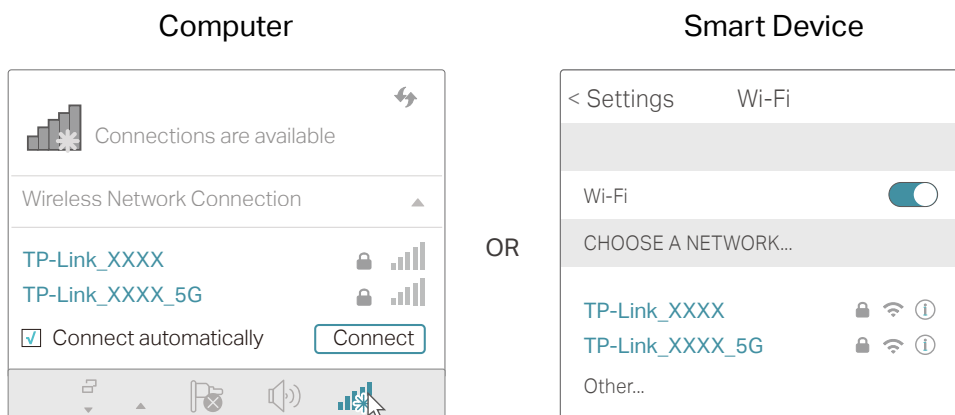 Computer
Connections are available
Wireless Network Connection
TP-Link_XXXX
TP-Link_XXXX_5G
Connect automatically
Connect
OR
Smart Device
< Settings Wi-Fi
Wi-Fi
CHOOSE A NETWORK...
TP-Link_XXXX
TP-Link_XXXX_5G
Other...